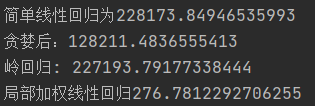 简单线性回归为228173.84946535993
贪婪后：128211.4836555413
岭回归: 227193.79177338444
局部加权线性回归276.7812292706255